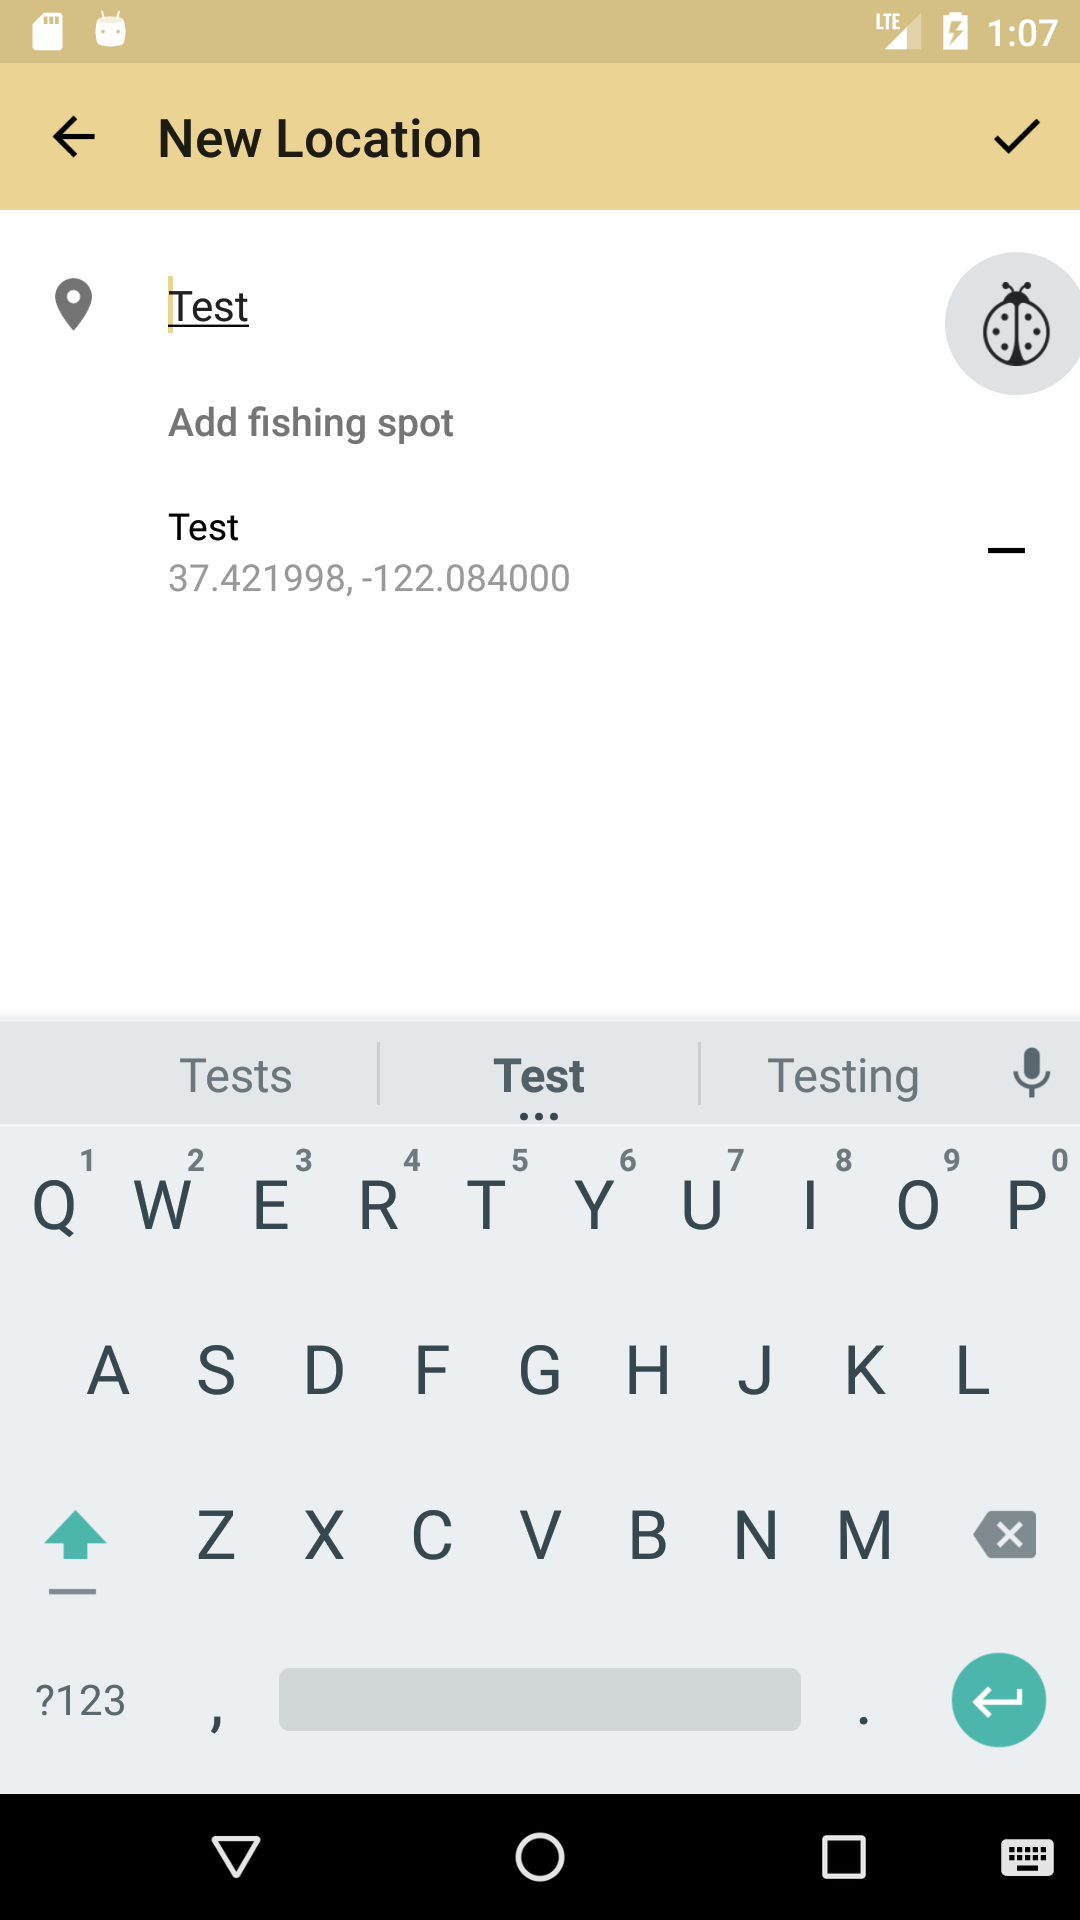 LTE 1:07
New Location
Test
Add fishing spot
Test
37.421998, -122.084000
Tests Test Testing
1 2 3 4 5 6 7 8 9 0
Q W E R T Y U I O P
A S D F G H J K L
Z X C V B N M
?123 , .